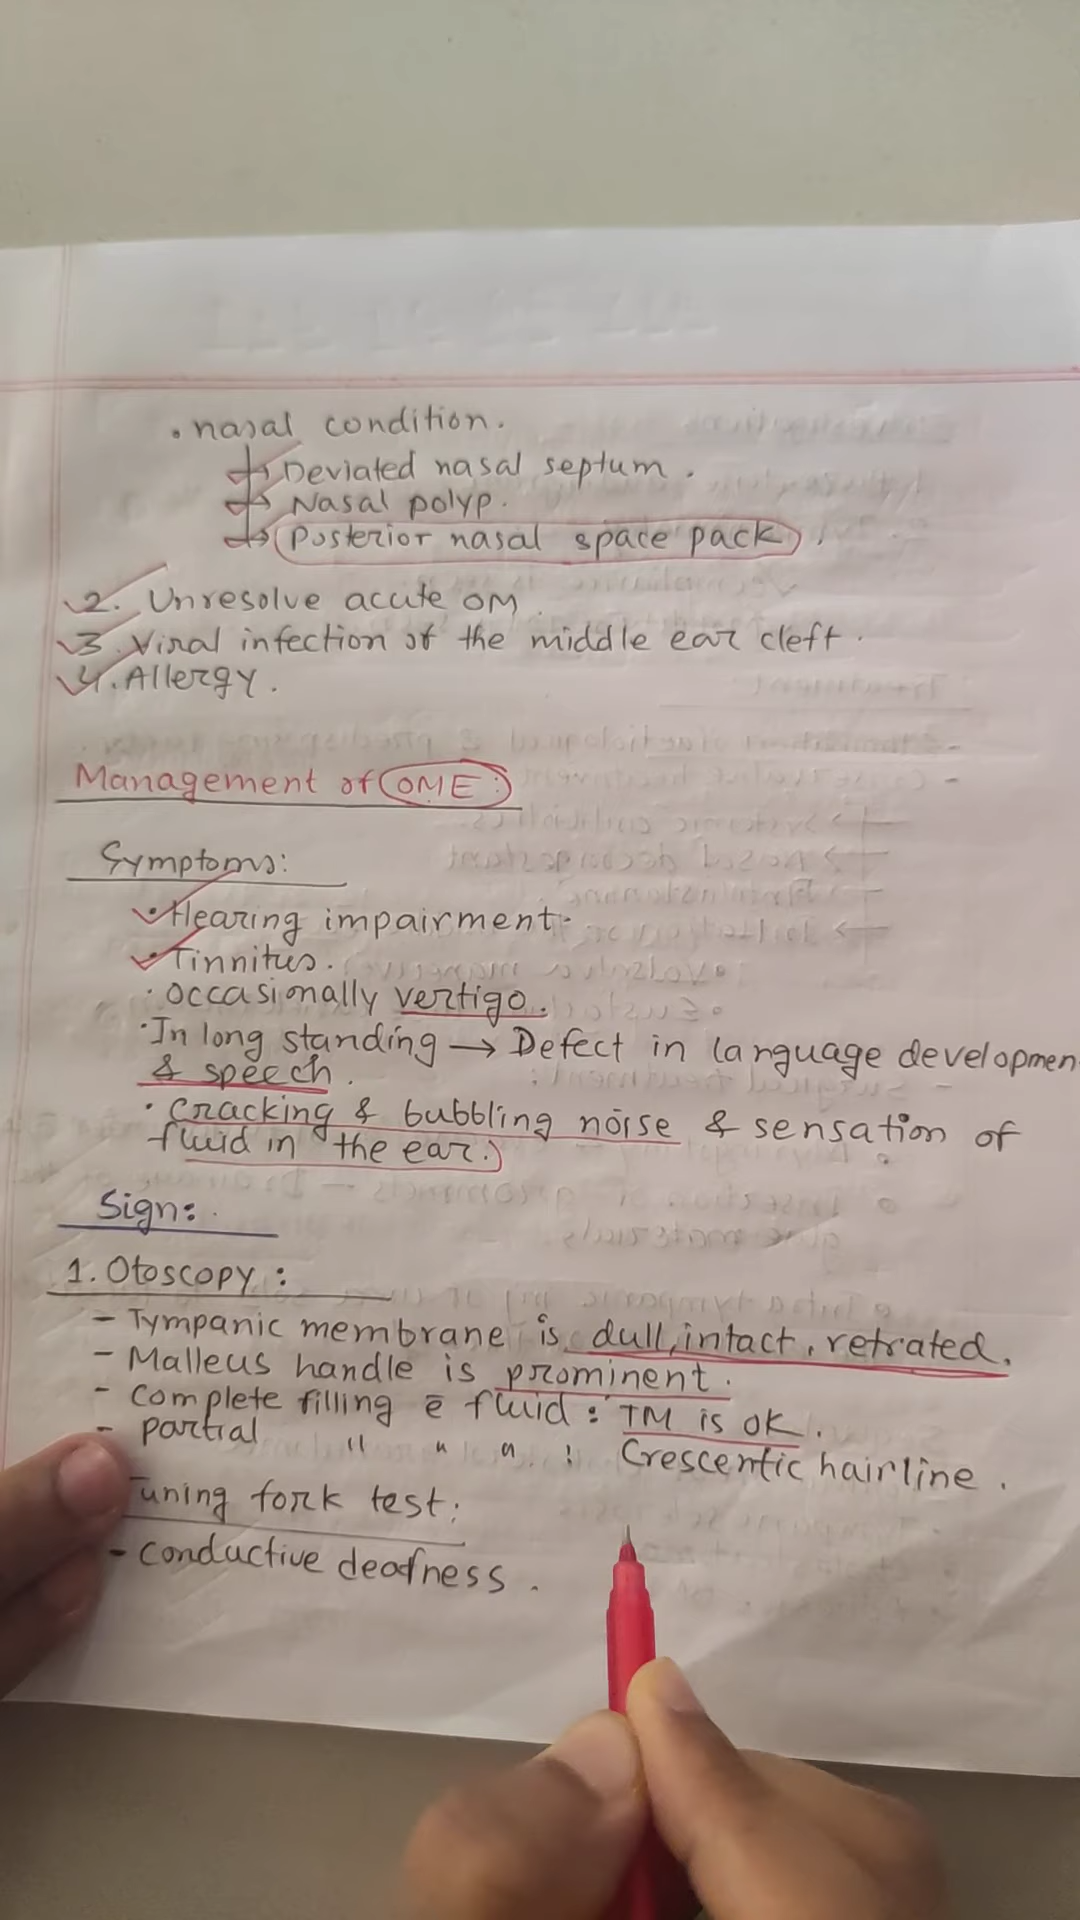 . nasal condition.
→ Deviated nasal septum.
→ Nasal polyp.
→ (Posterior nasal space pack).
2. Unresolve acute OM.
3. Viral infection of the middle ear cleft.
4. Allergy.
Management of OME:
Symptoms:
· Hearing impairment.
· Tinnitus.
· Occasionally vertigo.
· In long standing → Defect in language developmen
& speech.
· Cracking & bubbling noise & sensation of
fluid in the ear.
Sign:
1. Otoscopy:
- Tympanic membrane is dull, intact, retrated.
- Malleus handle is prominent.
- Complete filling c̄ fluid: TM is ok.
- partial " " " : Crescentic hairline.
Tuning fork test:
- Conductive deafness.